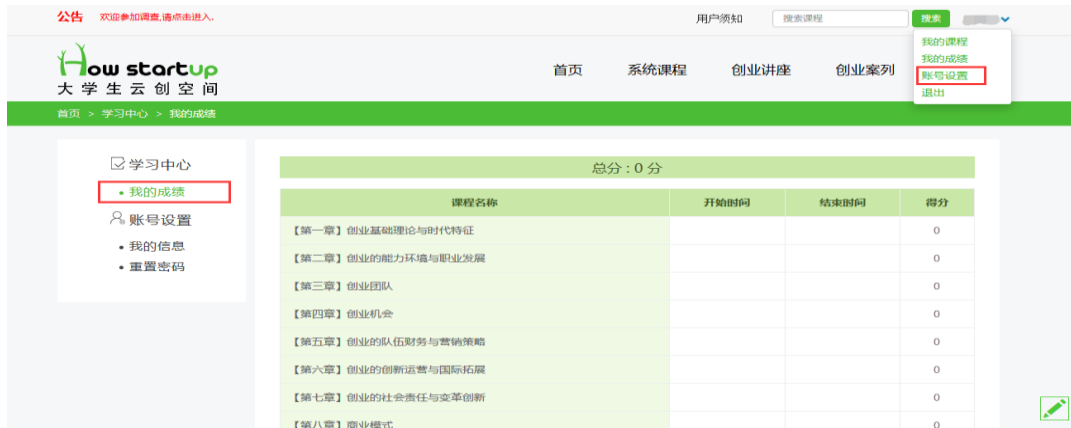 公告 欢迎参加调查,请点击进入.
用户须知 搜索课程 搜索
我的课程
我的成绩
账号设置
退出
How startup
大学生云创空间
首页 系统课程 创业讲座 创业案列
首页 > 学习中心 > 我的成绩
学习中心
• 我的成绩
账号设置
• 我的信息
• 重置密码
总分 : 0 分
课程名称 开始时间 结束时间 得分
【第一章】创业基础理论与时代特征 0
【第二章】创业的能力环境与职业发展 0
【第三章】创业团队 0
【第四章】创业机会 0
【第五章】创业的队伍财务与营销策略 0
【第六章】创业的创新运营与国际拓展 0
【第七章】创业的社会责任与变革创新 0
【第八章】商业模式 0